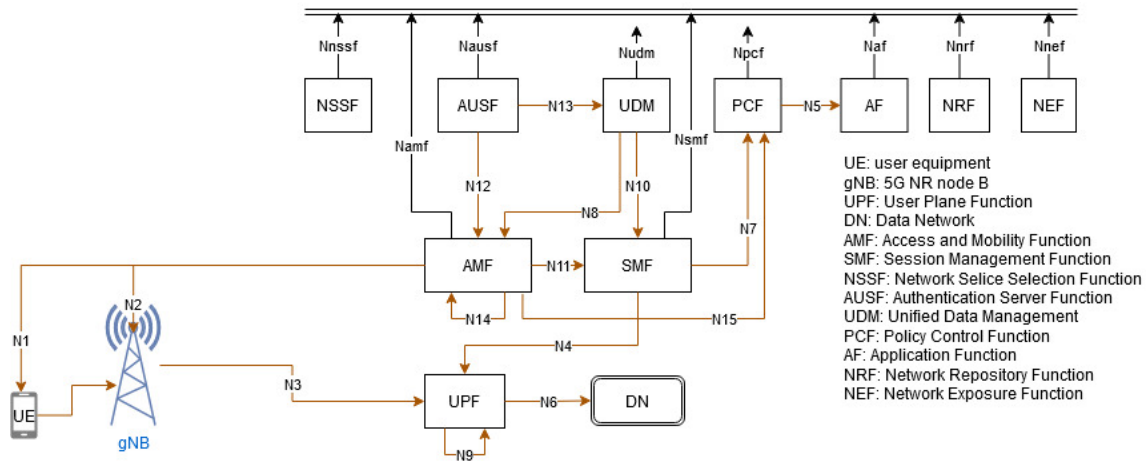 Nnssf
Nausf
Nudm
Npcf
Naf
Nnrf
Nnef
NSSF
AUSF
N13
UDM
PCF
N5
AF
NRF
NEF
Namf
Nsmf
N12
N8
N10
N7
AMF
N11
SMF
N14
N15
N1
N2
N4
N3
UE
gNB
UPF
N6
DN
N9
UE: user equipment
gNB: 5G NR node B
UPF: User Plane Function
DN: Data Network
AMF: Access and Mobility Function
SMF: Session Management Function
NSSF: Network Selice Selection Function
AUSF: Authentication Server Function
UDM: Unified Data Management
PCF: Policy Control Function
AF: Application Function
NRF: Network Repository Function
NEF: Network Exposure Function